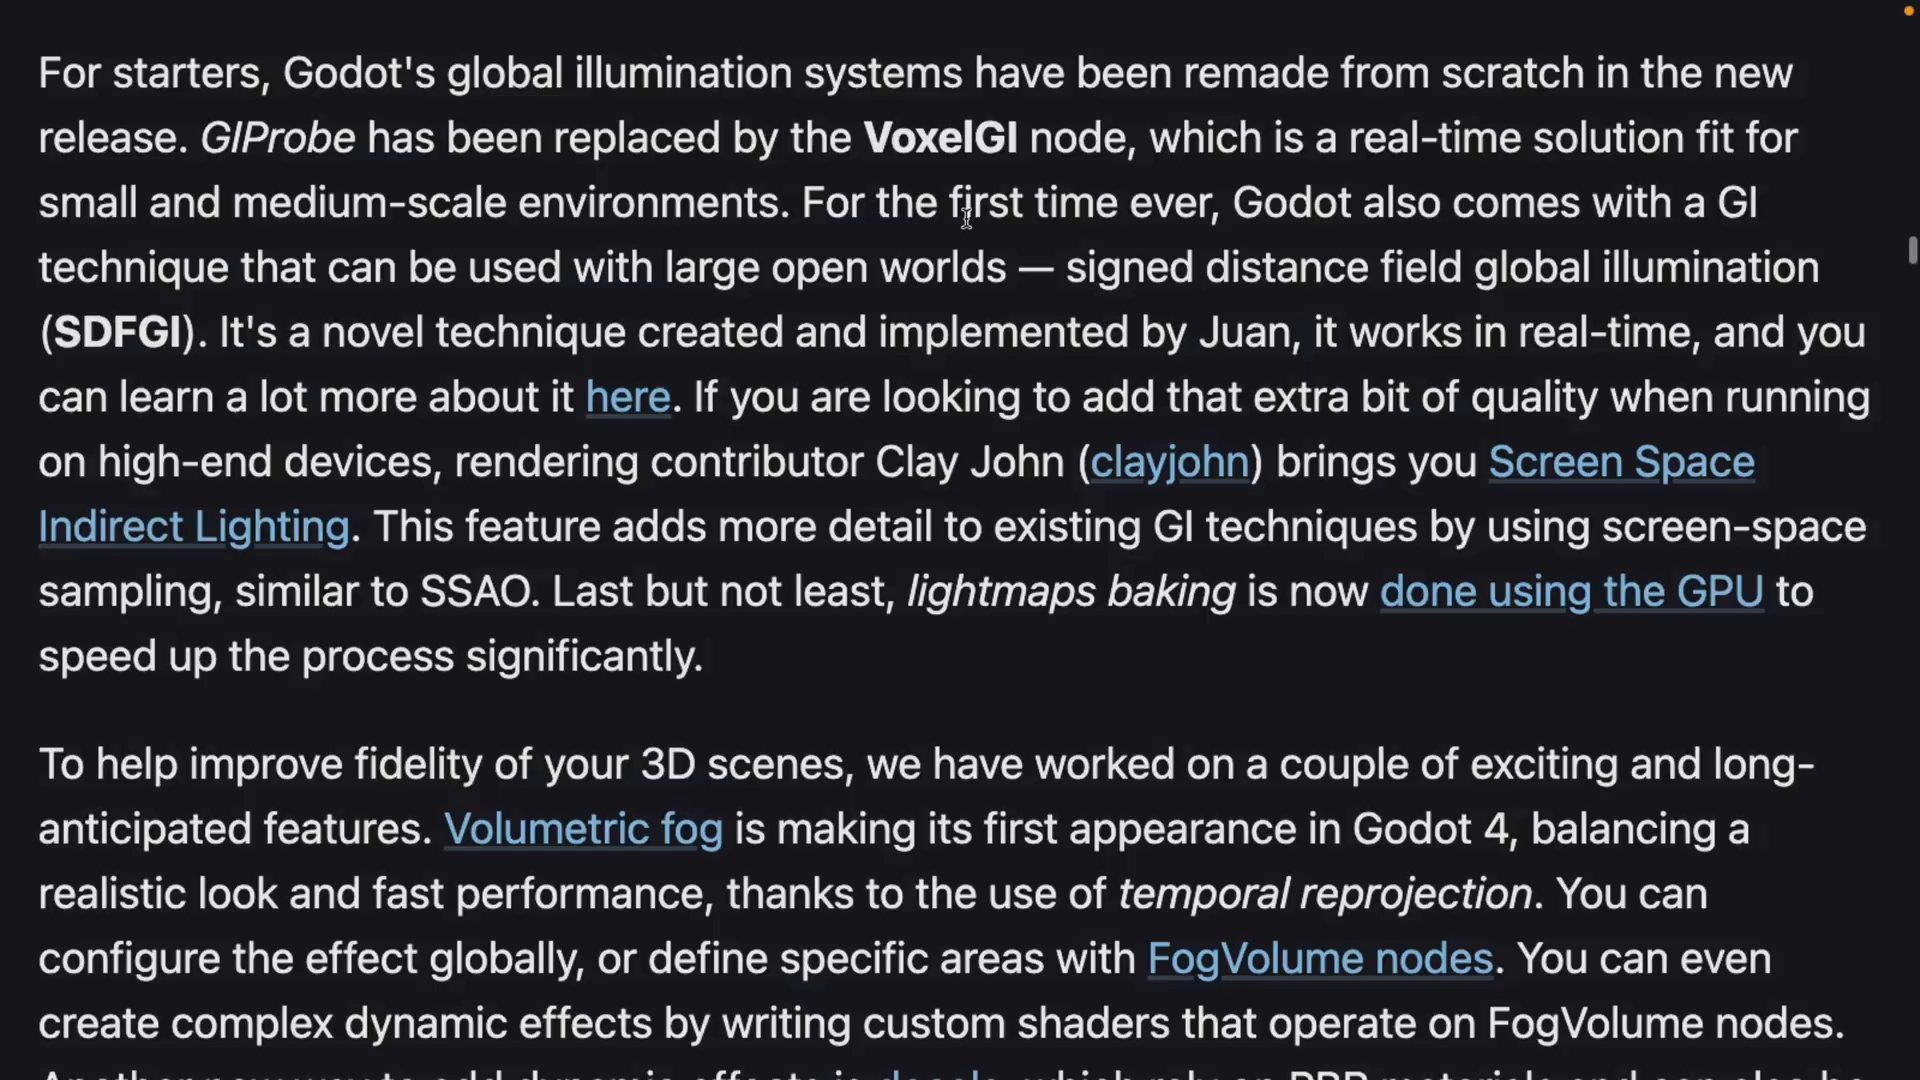 For starters, Godot's global illumination systems have been remade from scratch in the new
release. GIProbe has been replaced by the VoxelGI node, which is a real-time solution fit for
small and medium-scale environments. For the first time ever, Godot also comes with a GI
technique that can be used with large open worlds — signed distance field global illumination
(SDFGI). It's a novel technique created and implemented by Juan, it works in real-time, and you
can learn a lot more about it here. If you are looking to add that extra bit of quality when running
on high-end devices, rendering contributor Clay John (clayjohn) brings you Screen Space
Indirect Lighting. This feature adds more detail to existing GI techniques by using screen-space
sampling, similar to SSAO. Last but not least, lightmaps baking is now done using the GPU to
speed up the process significantly.
To help improve fidelity of your 3D scenes, we have worked on a couple of exciting and long-
anticipated features. Volumetric fog is making its first appearance in Godot 4, balancing a
realistic look and fast performance, thanks to the use of temporal reprojection. You can
configure the effect globally, or define specific areas with FogVolume nodes. You can even
create complex dynamic effects by writing custom shaders that operate on FogVolume nodes.